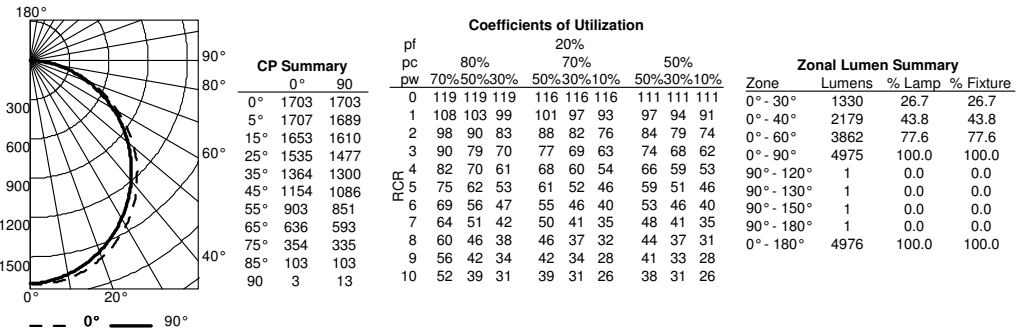 180°
90°
80°
60°
40°
300
600
900
1200
1500
0° 20°
0° 90°
CP Summary
0° 90
0° 1703 1703
5° 1707 1689
15° 1653 1610
25° 1535 1477
35° 1364 1300
45° 1154 1086
55° 903 851
65° 636 593
75° 354 335
85° 103 103
90 3 13
Coefficients of Utilization
pf 20%
pc 80% 70% 50%
pw 70%50%30% 50%30%10% 50%30%10%
RCR
0 119 119 119 116 116 116 111 111 111
1 108 103 99 101 97 93 97 94 91
2 98 90 83 88 82 76 84 79 74
3 90 79 70 77 69 63 74 68 62
4 82 70 61 68 60 54 66 59 53
5 75 62 53 61 52 46 59 51 46
6 69 56 47 55 46 40 53 46 40
7 64 51 42 50 41 35 48 41 35
8 60 46 38 46 37 32 44 37 31
9 56 42 34 42 34 28 41 33 28
10 52 39 31 39 31 26 38 31 26
Zonal Lumen Summary
Zone Lumens % Lamp % Fixture
0° - 30° 1330 26.7 26.7
0° - 40° 2179 43.8 43.8
0° - 60° 3862 77.6 77.6
0° - 90° 4975 100.0 100.0
90° - 120° 1 0.0 0.0
90° - 130° 1 0.0 0.0
90° - 150° 1 0.0 0.0
90° - 180° 1 0.0 0.0
0° - 180° 4976 100.0 100.0